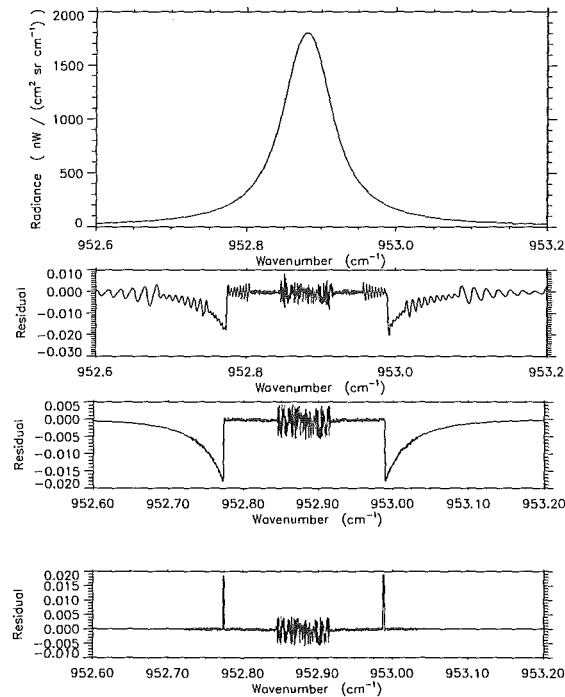 Radiance ( nW / (cm² sr cm⁻¹) )
2000
1500
1000
500
0
952.6 952.8 953.0 953.2
Wavenumber (cm⁻¹)
Residual
0.010
0.000
-0.010
-0.020
-0.030
952.6 952.8 953.0 953.2
Wavenumber (cm⁻¹)
Residual
0.005
0.000
-0.005
-0.010
-0.015
-0.020
952.60 952.70 952.80 952.90 953.00 953.10 953.20
Wavenumber (cm⁻¹)
Residual
0.020
0.015
0.010
0.005
0.000
-0.005
-0.010
952.60 952.70 952.80 952.90 953.00 953.10 953.20
Wavenumber (cm⁻¹)